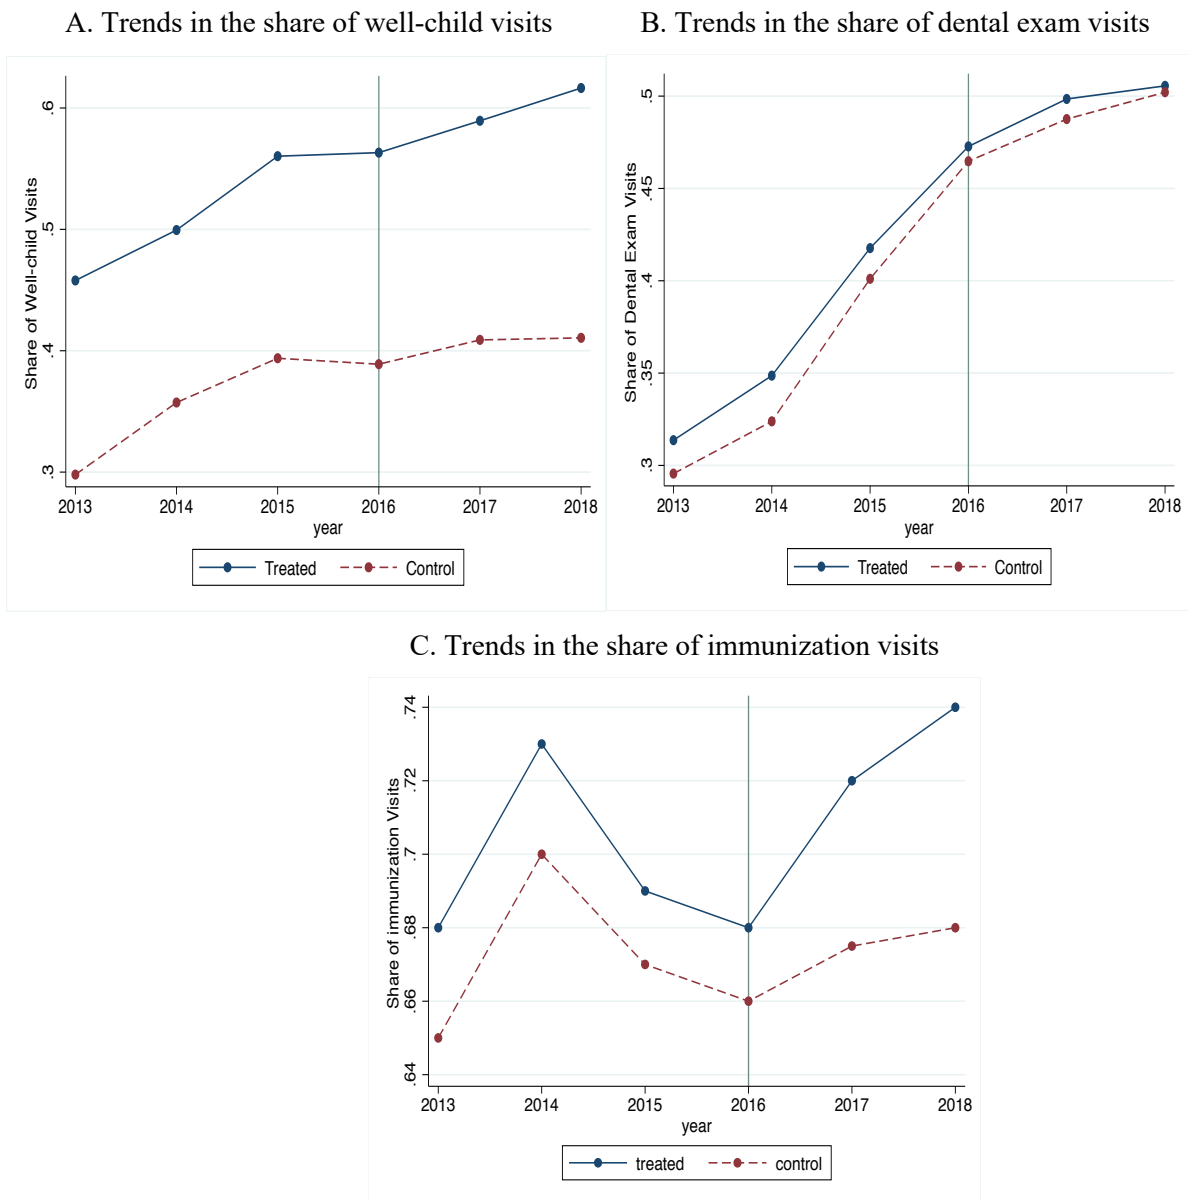 A. Trends in the share of well-child visits
Share of Well-child Visits
.6
.5
.4
.3
2013 2014 2015 2016 2017 2018
year
Treated Control
B. Trends in the share of dental exam visits
Share of Dental Exam Visits
.5
.45
.4
.35
.3
2013 2014 2015 2016 2017 2018
year
Treated Control
C. Trends in the share of immunization visits
Share of immunization Visits
.74
.72
.7
.68
.66
.64
2013 2014 2015 2016 2017 2018
year
treated control